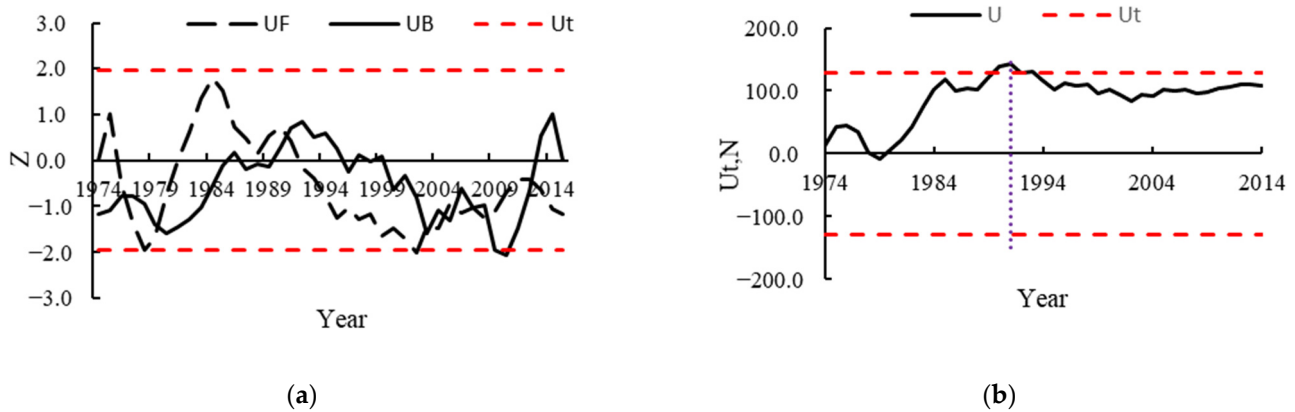 3.0
UF UB Ut
2.0
1.0
Z
0.0
1974 1979 1984 1989 1994 1999 2004 2009 2014
−1.0
−2.0
−3.0
Year
(a)
U Ut
200.0
100.0
Ut,N
0.0
1974 1984 1994 2004 2014
−100.0
−200.0
Year
(b)